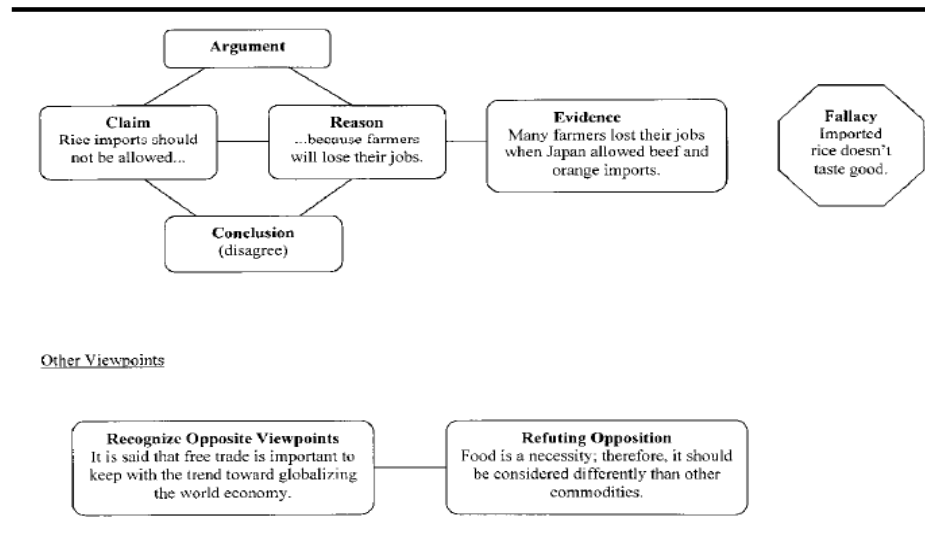 Argument
Claim
Rice imports should
not be allowed...
Reason
...because farmers
will lose their jobs.
Evidence
Many farmers lost their jobs
when Japan allowed beef and
orange imports.
Fallacy
Imported
rice doesn't
taste good.
Conclusion
(disagree)
Other Viewpoints
Recognize Opposite Viewpoints
It is said that free trade is important to
keep with the trend toward globalizing
the world economy.
Refuting Opposition
Food is a necessity; therefore, it should
be considered differently than other
commodities.